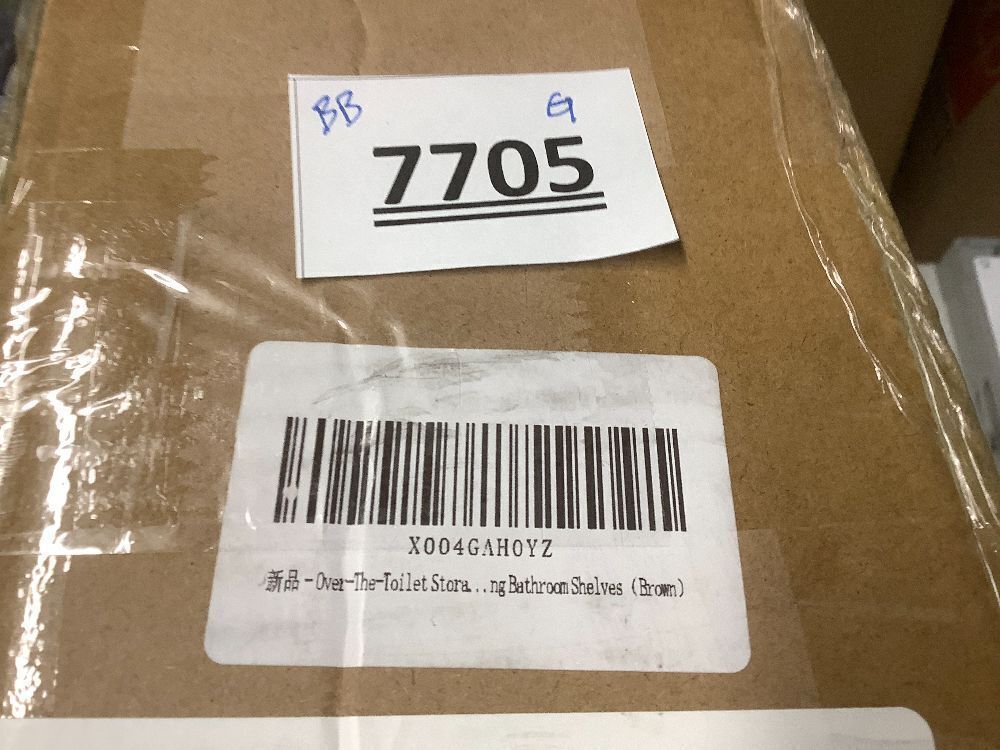 BB G
7705
X004GAH0YZ
新品 - Over-The-Toilet Stora...ng Bathroom Shelves (Brown)